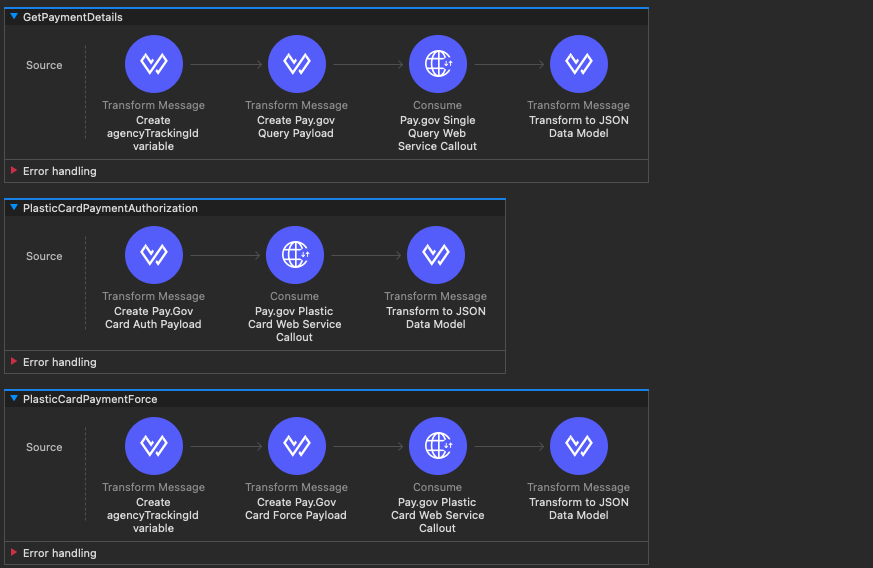 GetPaymentDetails
Source
Transform Message
Create
agencyTrackingId
variable
Transform Message
Create Pay.gov
Query Payload
Consume
Pay.gov Single
Query Web
Service Callout
Transform Message
Transform to JSON
Data Model
Error handling
PlasticCardPaymentAuthorization
Source
Transform Message
Create Pay.Gov
Card Auth Payload
Consume
Pay.gov Plastic
Card Web Service
Callout
Transform Message
Transform to JSON
Data Model
Error handling
PlasticCardPaymentForce
Source
Transform Message
Create
agencyTrackingId
variable
Transform Message
Create Pay.Gov
Card Force Payload
Consume
Pay.gov Plastic
Card Web Service
Callout
Transform Message
Transform to JSON
Data Model
Error handling